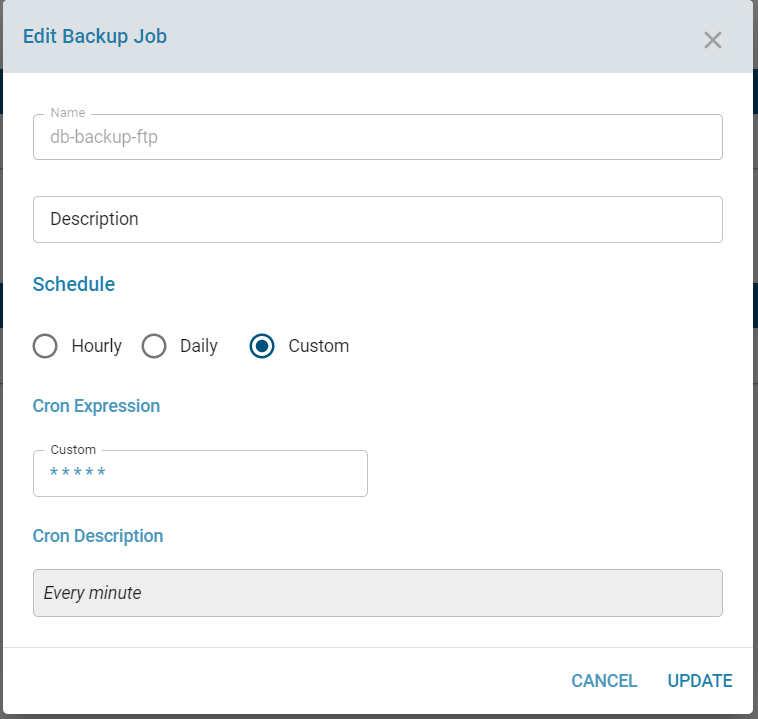 Edit Backup Job
Name
db-backup-ftp
Description
Schedule
Hourly Daily Custom
Cron Expression
Custom
* * * * *
Cron Description
Every minute
CANCEL UPDATE